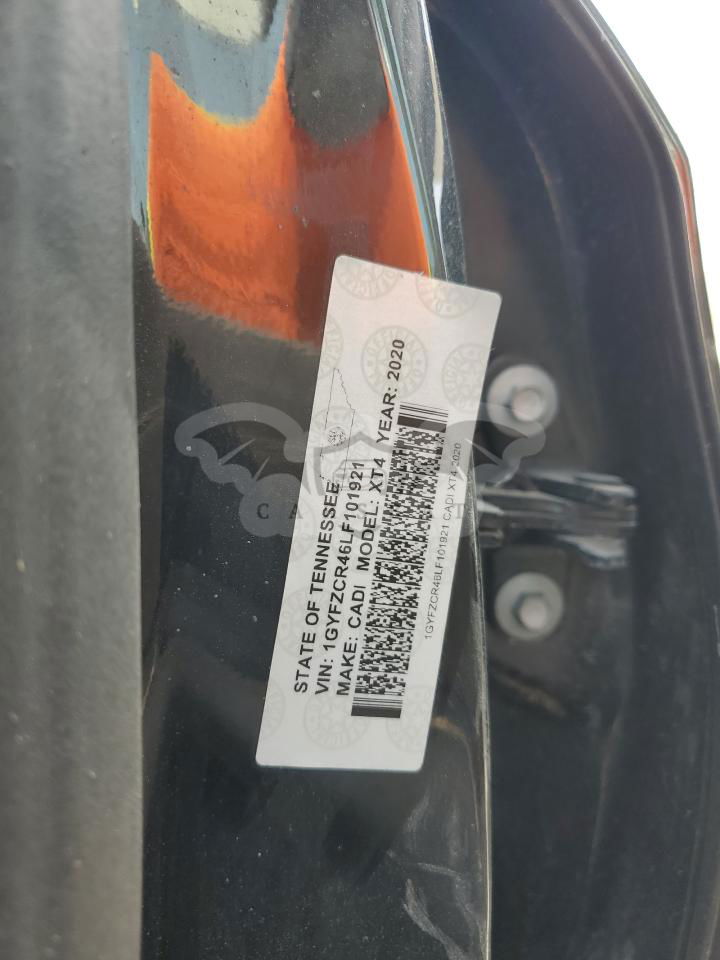 STATE OF TENNESSEE
VIN: 1GYFZCR46LF101921
MAKE: CADI MODEL: XT4 YEAR: 2020
1GYFZCR46LF101921 CADI XT4 2020